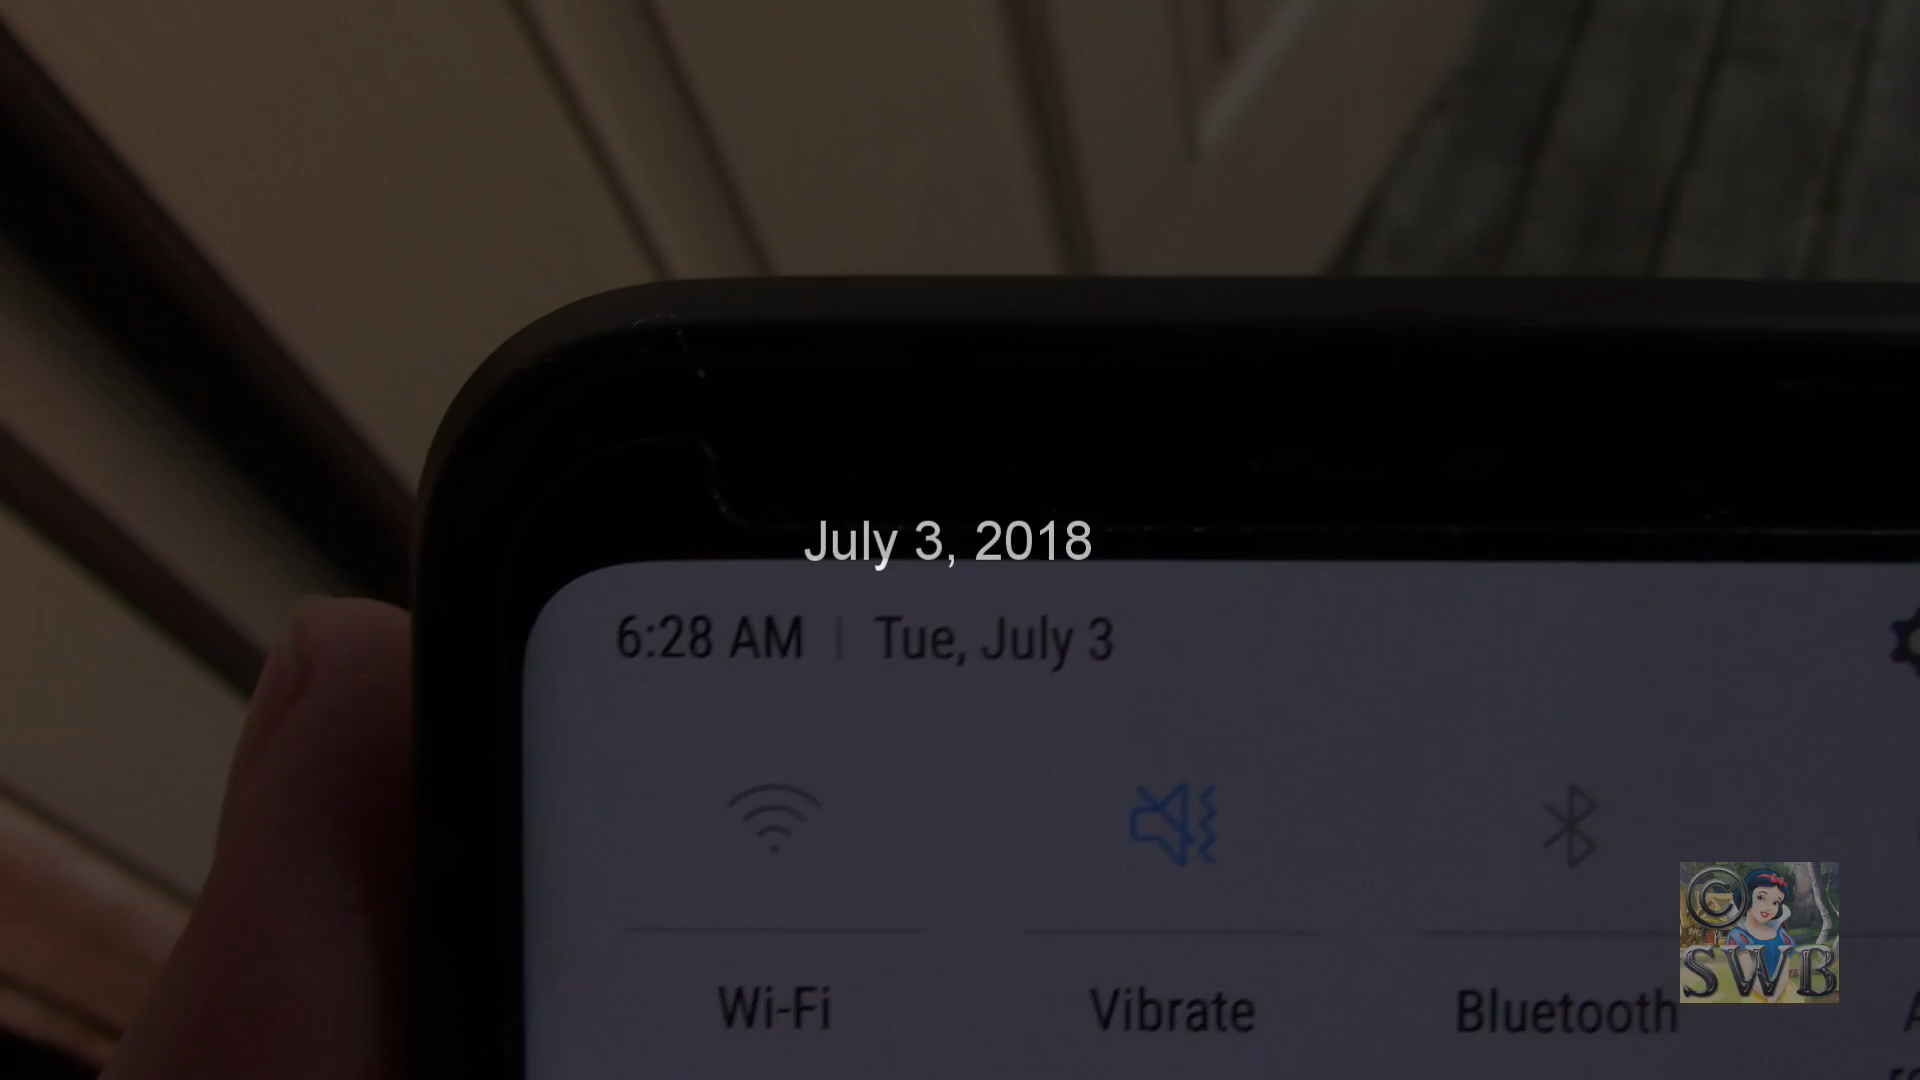 July 3, 2018
6:28 AM | Tue, July 3
Wi-Fi
Vibrate
Bluetooth
© SWB